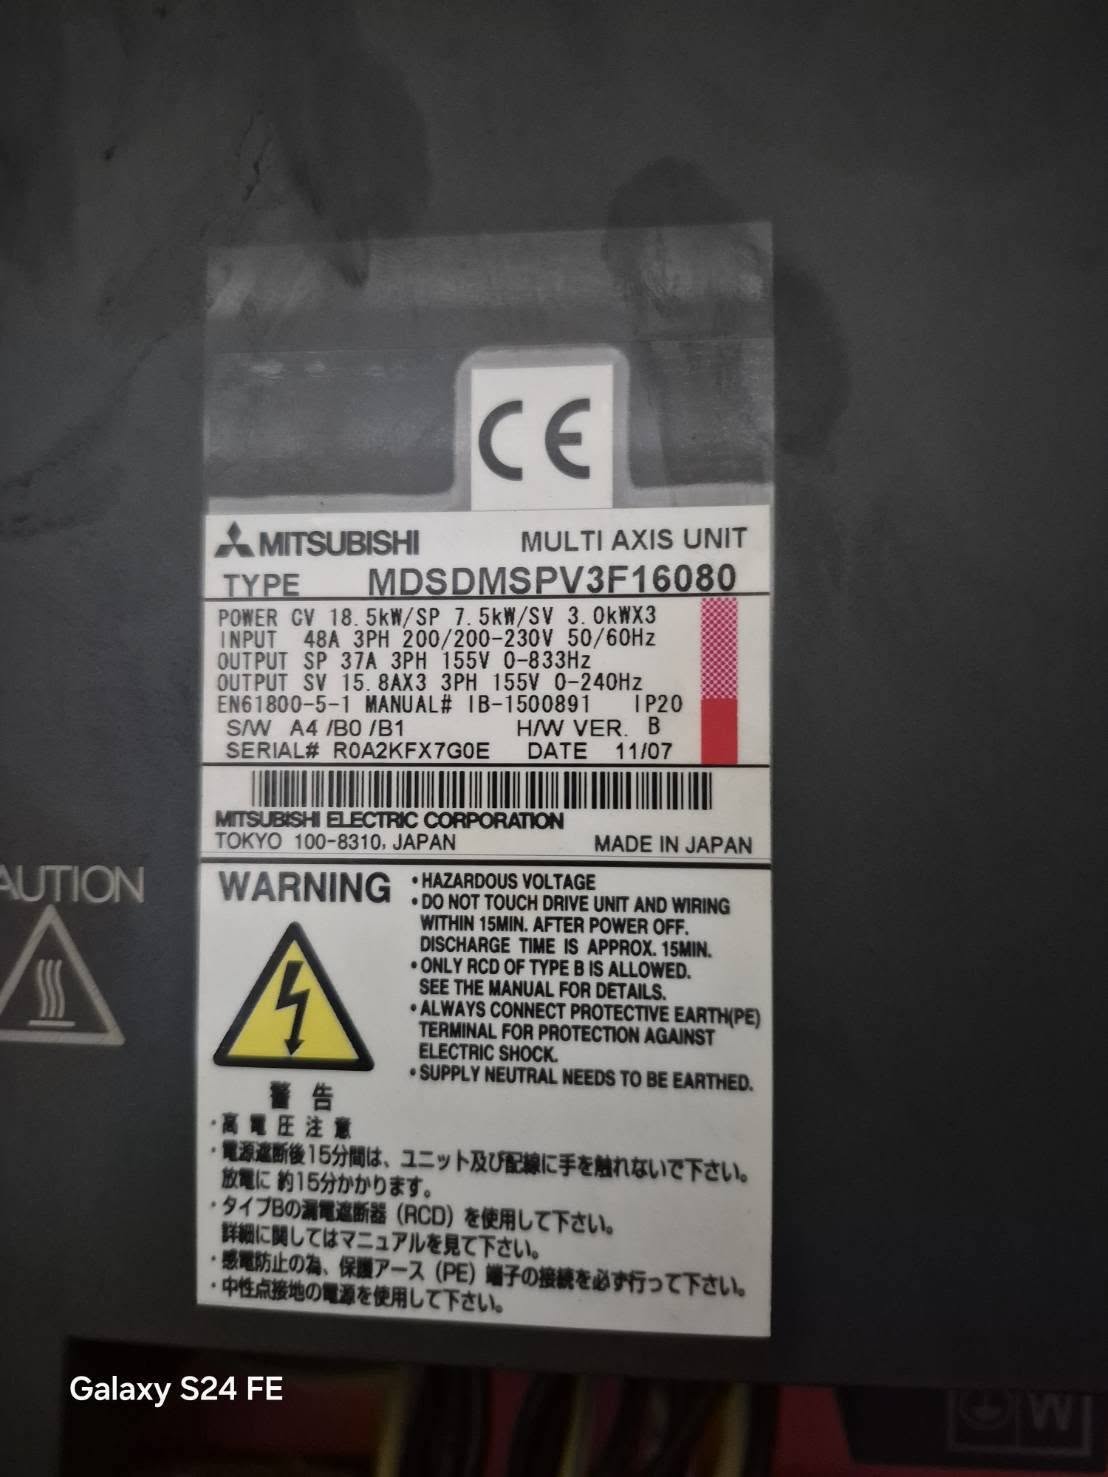 CE
MITSUBISHI MULTI AXIS UNIT
TYPE MDSDMSPV3F16080
POWER CV 18.5kW/SP 7.5kW/SV 3.0kWX3
INPUT 48A 3PH 200/200-230V 50/60Hz
OUTPUT SP 37A 3PH 155V 0-833Hz
OUTPUT SV 15.8AX3 3PH 155V 0-240Hz
EN61800-5-1 MANUAL# IB-1500891 IP20
S/W A4 /B0 /B1 H/W VER. B
SERIAL# R0A2KFX7G0E DATE 11/07
MITSUBISHI ELECTRIC CORPORATION
TOKYO 100-8310, JAPAN MADE IN JAPAN
AUTION
WARNING
・HAZARDOUS VOLTAGE
・DO NOT TOUCH DRIVE UNIT AND WIRING
WITHIN 15MIN. AFTER POWER OFF.
DISCHARGE TIME IS APPROX. 15MIN.
・ONLY RCD OF TYPE B IS ALLOWED.
SEE THE MANUAL FOR DETAILS.
・ALWAYS CONNECT PROTECTIVE EARTH(PE)
TERMINAL FOR PROTECTION AGAINST
ELECTRIC SHOCK.
・SUPPLY NEUTRAL NEEDS TO BE EARTHED.
警 告
・高 電 圧 注 意
・電源遮断後15分間は、ユニット及び配線に手を触れないで下さい。
放電に 約15分かかります。
・タイプBの漏電遮断器（RCD）を使用して下さい。
詳細に関してはマニュアルを見て下さい。
・感電防止の為、保護アース（PE）端子の接続を必ず行って下さい。
・中性点接地の電源を使用して下さい。
Galaxy S24 FE
W